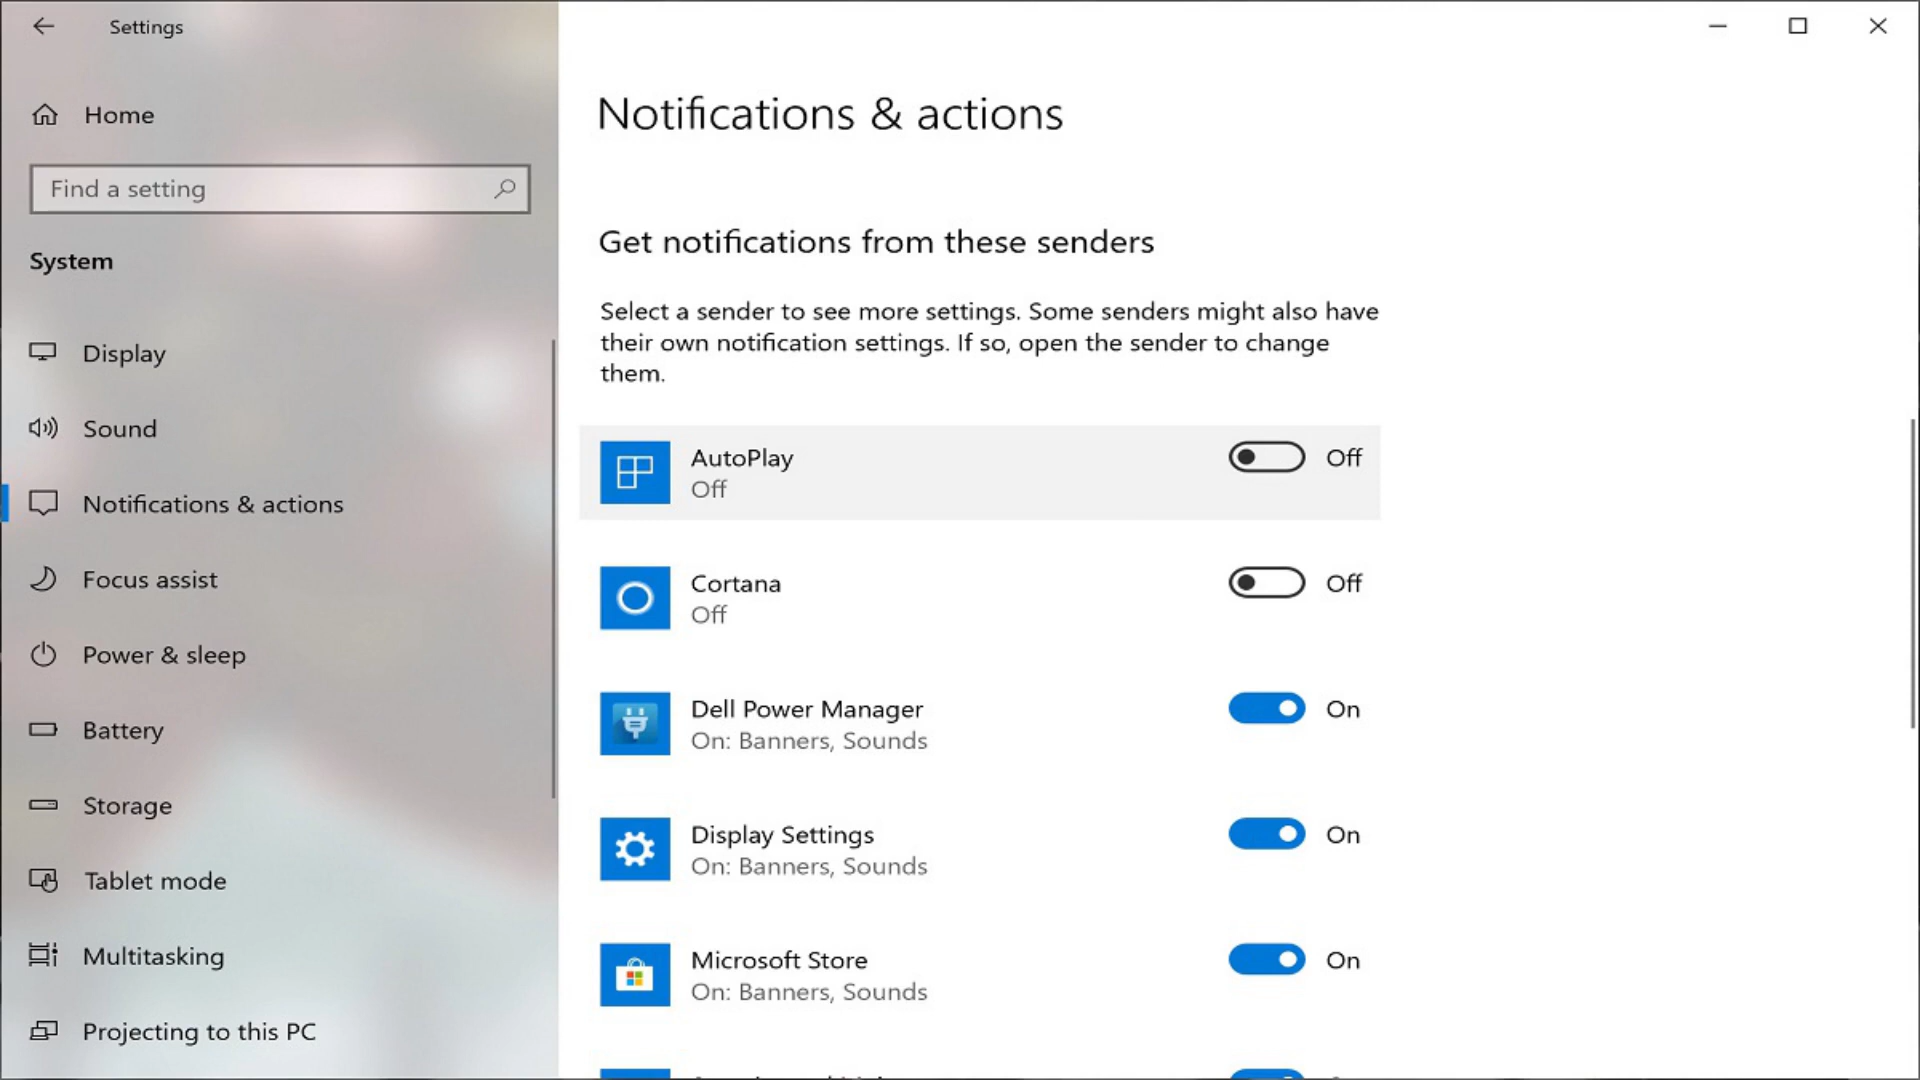 Settings
Home
Find a setting
System
Display
Sound
Notifications & actions
Focus assist
Power & sleep
Battery
Storage
Tablet mode
Multitasking
Projecting to this PC
Notifications & actions
Get notifications from these senders
Select a sender to see more settings. Some senders might also have
their own notification settings. If so, open the sender to change
them.
AutoPlay
Off
Off
Cortana
Off
Off
Dell Power Manager
On: Banners, Sounds
On
Display Settings
On: Banners, Sounds
On
Microsoft Store
On: Banners, Sounds
On